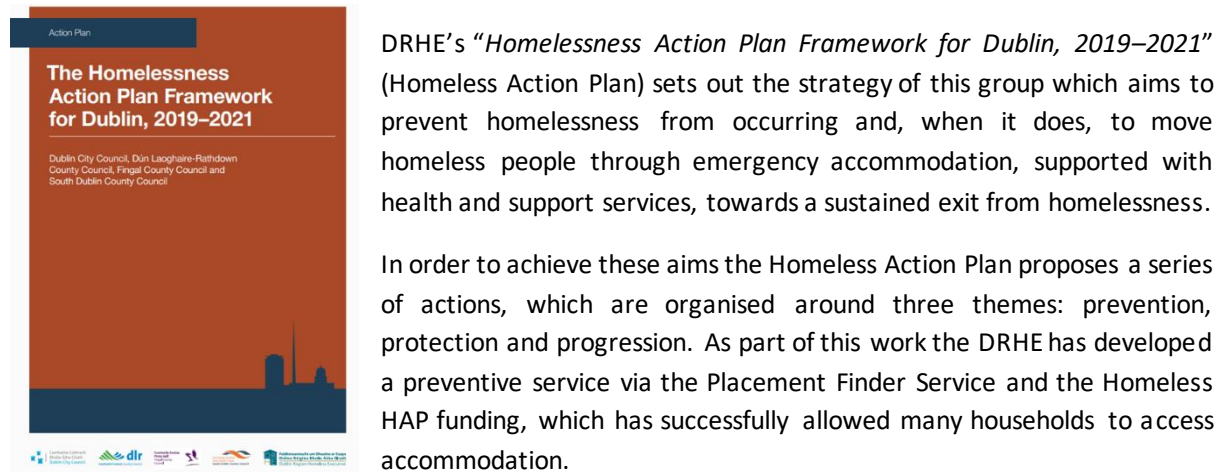 Action Plan
The Homelessness
Action Plan Framework
for Dublin, 2019–2021
Dublin City Council, Dún Laoghaire-Rathdown
County Council, Fingal County Council and
South Dublin County Council
dlr
DRHE’s “Homelessness Action Plan Framework for Dublin, 2019–2021”
(Homeless Action Plan) sets out the strategy of this group which aims to
prevent homelessness from occurring and, when it does, to move
homeless people through emergency accommodation, supported with
health and support services, towards a sustained exit from homelessness.
In order to achieve these aims the Homeless Action Plan proposes a series
of actions, which are organised around three themes: prevention,
protection and progression. As part of this work the DRHE has developed
a preventive service via the Placement Finder Service and the Homeless
HAP funding, which has successfully allowed many households to access
accommodation.